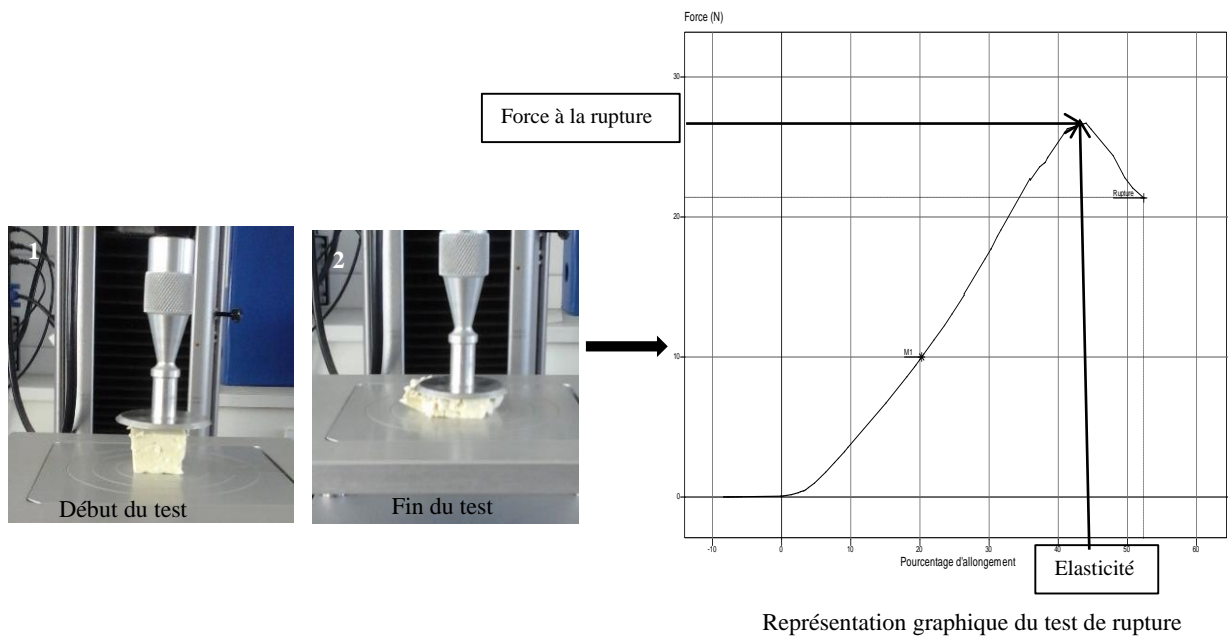 Force (N)
30
Force à la rupture
Rupture
20
1
2
M1
10
Début du test
Fin du test
0
-10 0 10 20 30 40 50 60
Pourcentage d'allongement
Elasticité
Représentation graphique du test de rupture